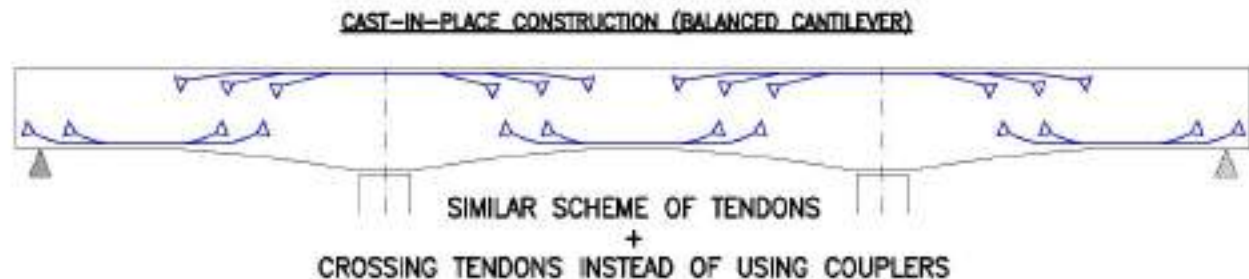 CAST-IN-PLACE CONSTRUCTION (BALANCED CANTILEVER)
SIMILAR SCHEME OF TENDONS
+
CROSSING TENDONS INSTEAD OF USING COUPLERS